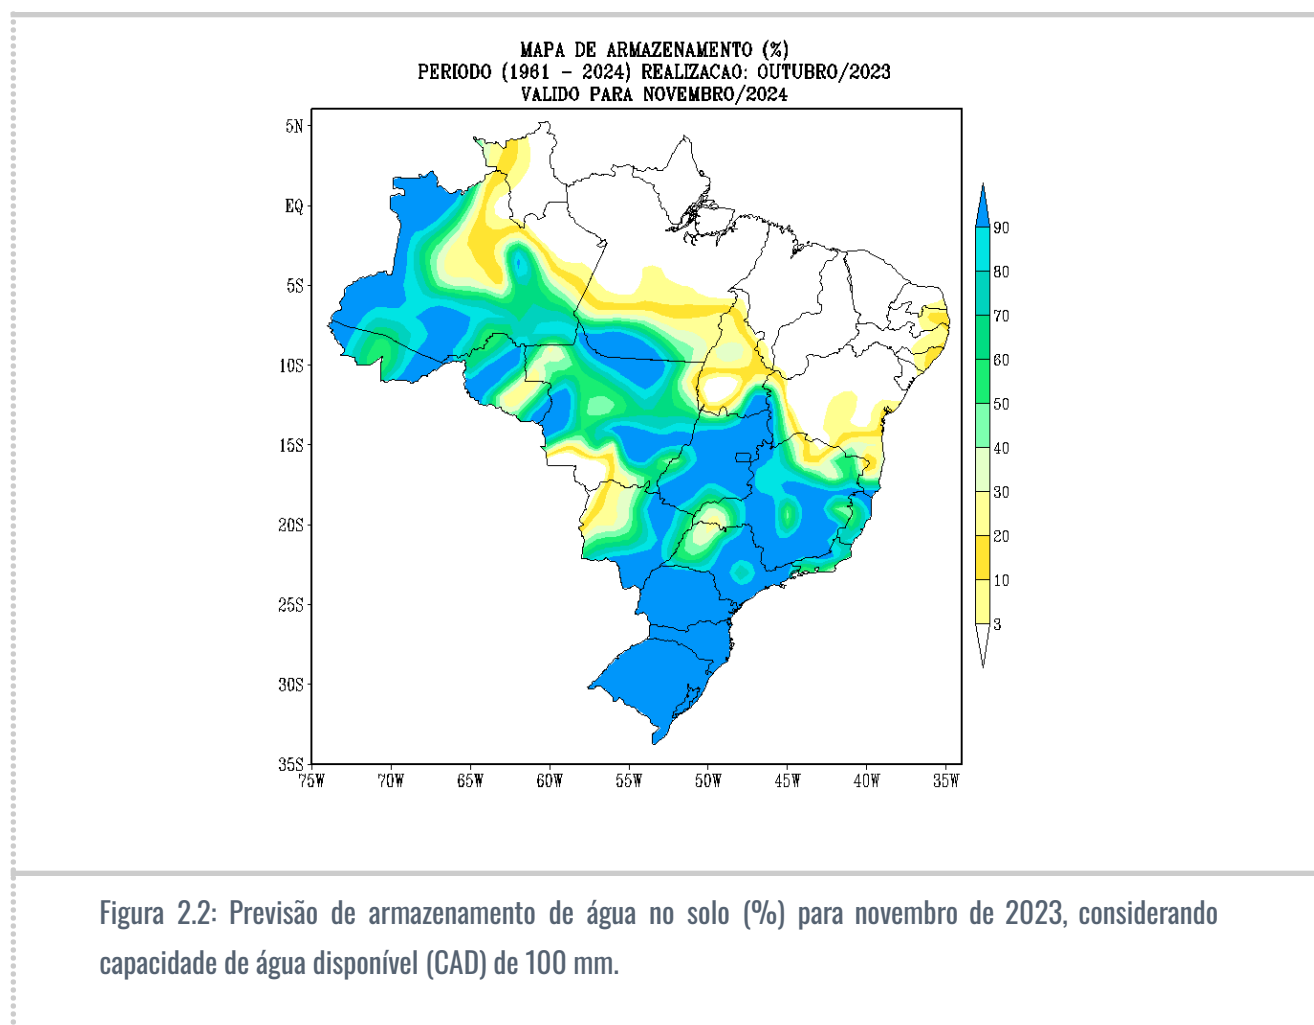 MAPA DE ARMAZENAMENTO (%)
PERIODO (1961 - 2024) REALIZACAO: OUTUBRO/2023
VALIDO PARA NOVEMBRO/2024
5N
EQ
5S
10S
15S
20S
25S
30S
35S
75W 70W 65W 60W 55W 50W 45W 40W 35W
90
80
70
60
50
40
30
20
10
3
Figura 2.2: Previsão de armazenamento de água no solo (%) para novembro de 2023, considerando
capacidade de água disponível (CAD) de 100 mm.